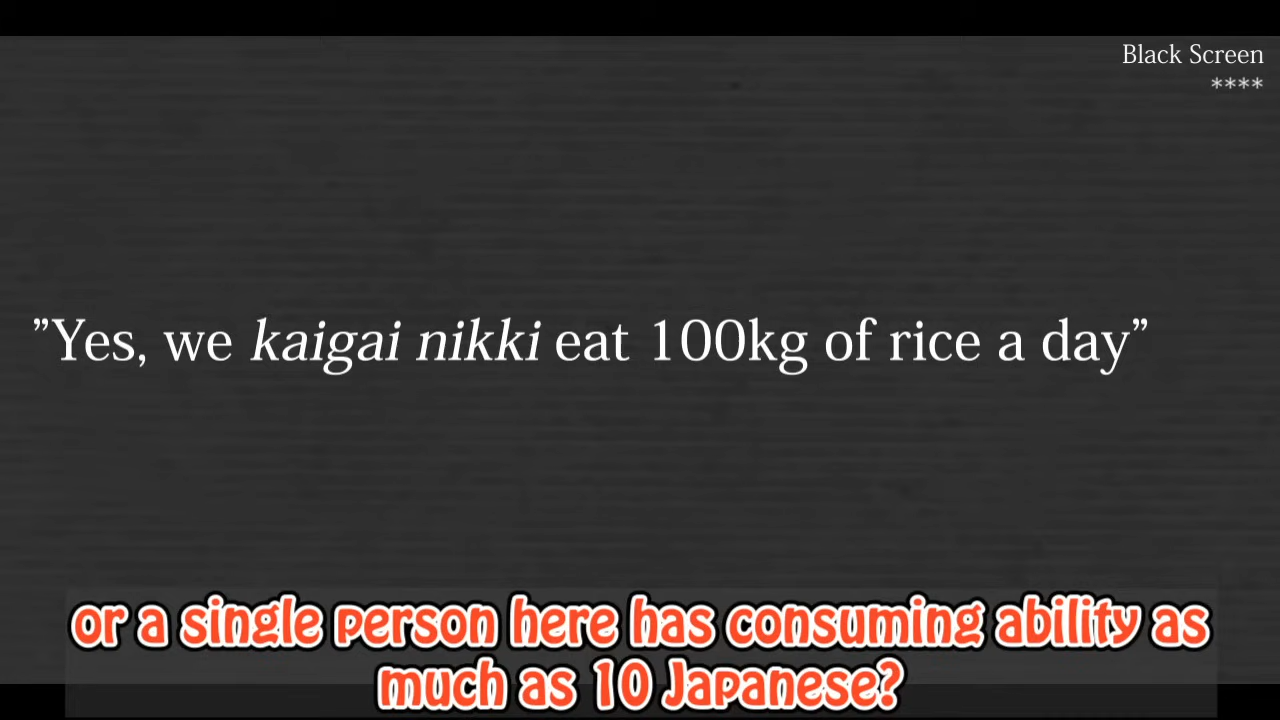 Black Screen
****
”Yes, we kaigai nikki eat 100kg of rice a day”
or a single person here has consuming ability as
much as 10 Japanese?